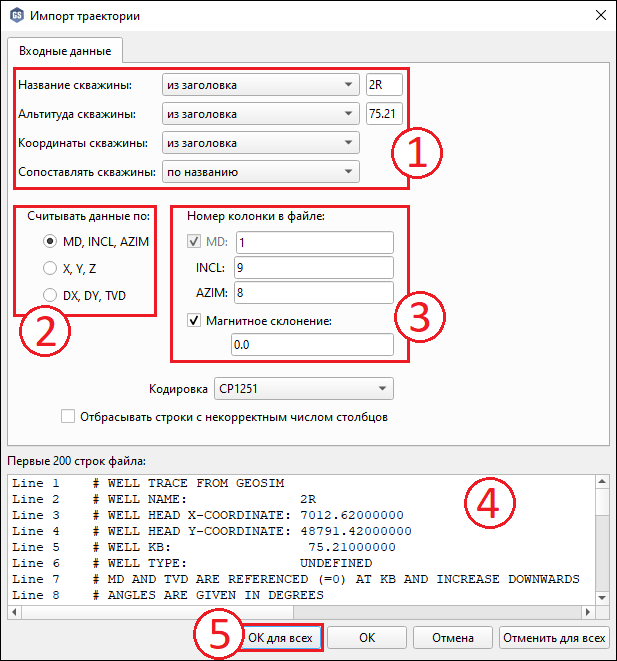 GS Импорт траектории
Входные данные
Название скважины: из заголовка 2R
Альтитуда скважины: из заголовка 75.21
Координаты скважины: из заголовка
Сопоставлять скважины: по названию
1
Считывать данные по:
MD, INCL, AZIM
X, Y, Z
DX, DY, TVD
2
Номер колонки в файле:
MD: 1
INCL: 9
AZIM: 8
Магнитное склонение:
0.0
3
Кодировка CP1251
Отбрасывать строки с некорректным числом столбцов
Первые 200 строк файла:
Line 1 # WELL TRACE FROM GEOSIM
Line 2 # WELL NAME: 2R
Line 3 # WELL HEAD X-COORDINATE: 7012.62000000
Line 4 # WELL HEAD Y-COORDINATE: 48791.42000000
Line 5 # WELL KB: 75.21000000
Line 6 # WELL TYPE: UNDEFINED
Line 7 # MD AND TVD ARE REFERENCED (=0) AT KB AND INCREASE DOWNWARDS
Line 8 # ANGLES ARE GIVEN IN DEGREES
4
5
OK для всех OK Отмена Отменить для всех